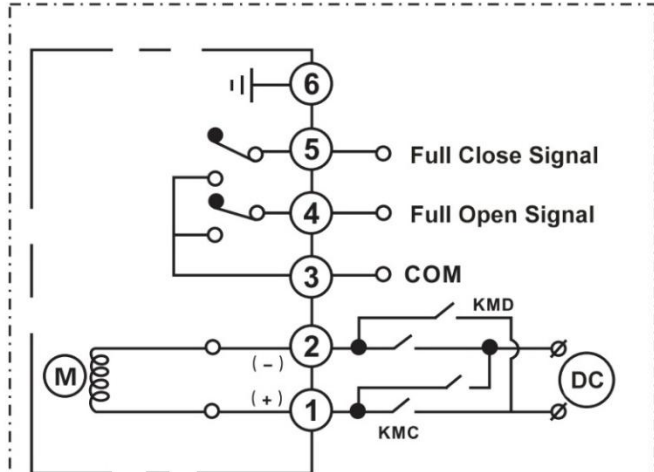 6
5 Full Close Signal
4 Full Open Signal
3 COM
KMD
2
(-)
M
DC
(+)
1
KMC